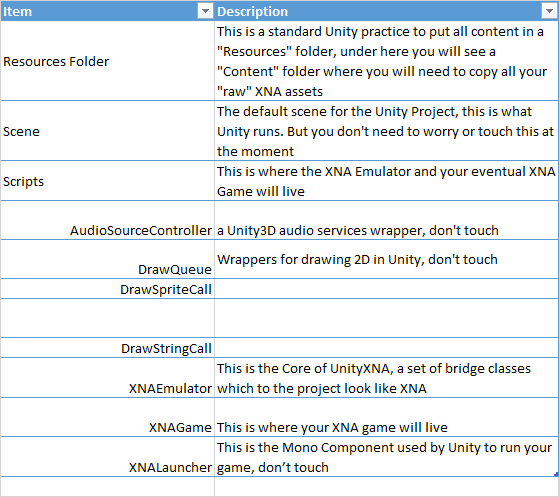 Item Description
This is a standard Unity practice to put all content in a
"Resources" folder, under here you will see a
Resources Folder
"Content" folder where you will need to copy all your
"raw" XNA assets
The default scene for the Unity Project, this is what
Scene
Unity runs. But you don't need to worry or touch this at
the moment
This is where the XNA Emulator and your eventual XNA
Scripts
Game will live
AudioSourceController a Unity3D audio services wrapper, don't touch
Wrappers for drawing 2D in Unity, don't touch
DrawQueue
DrawSpriteCall
DrawStringCall
This is the Core of UnityXNA, a set of bridge classes
XNAEmulator which to the project look like XNA
XNAGame This is where your XNA game will live
This is the Mono Component used by Unity to run your
XNALauncher game, don’t touch